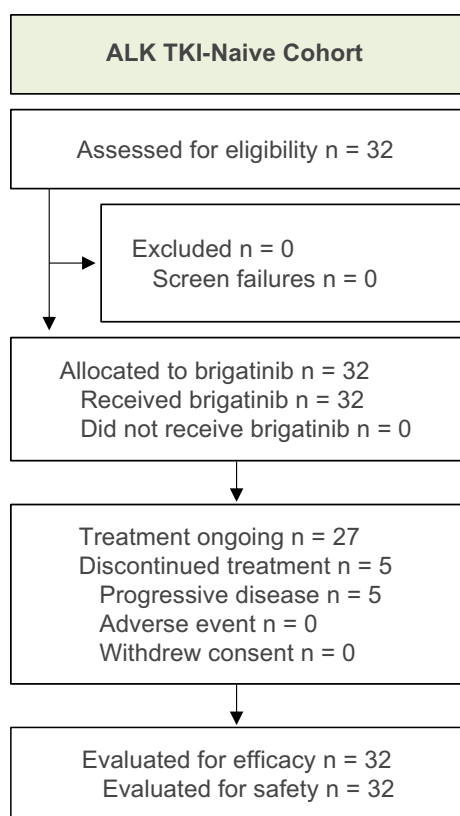 ALK TKI-Naive Cohort
Assessed for eligibility n = 32
Excluded n = 0
Screen failures n = 0
Allocated to brigatinib n = 32
Received brigatinib n = 32
Did not receive brigatinib n = 0
Treatment ongoing n = 27
Discontinued treatment n = 5
Progressive disease n = 5
Adverse event n = 0
Withdrew consent n = 0
Evaluated for efficacy n = 32
Evaluated for safety n = 32